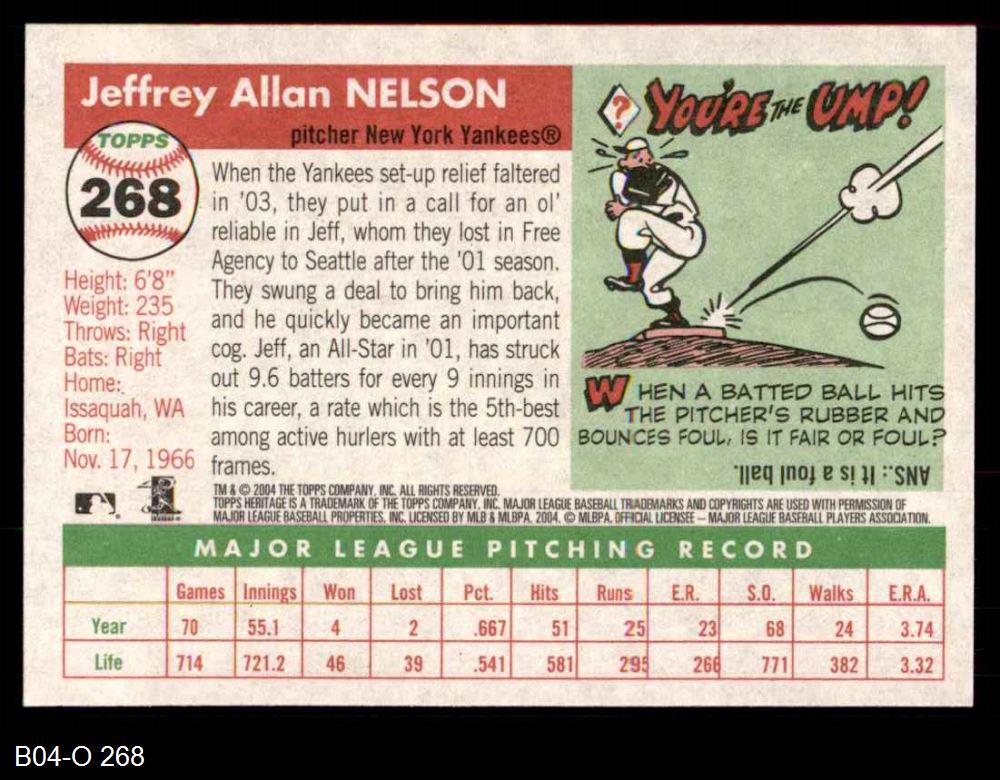 Jeffrey Allan NELSON
pitcher New York Yankees®
TOPPS
268
Height: 6'8"
Weight: 235
Throws: Right
Bats: Right
Home:
Issaquah, WA
Born:
Nov. 17, 1966
When the Yankees set-up relief faltered
in '03, they put in a call for an ol'
reliable in Jeff, whom they lost in Free
Agency to Seattle after the '01 season.
They swung a deal to bring him back,
and he quickly became an important
cog. Jeff, an All-Star in '01, has struck
out 9.6 batters for every 9 innings in
his career, a rate which is the 5th-best
among active hurlers with at least 700
frames.
?
YOU'RE THE UMP!
WHEN A BATTED BALL HITS
THE PITCHER'S RUBBER AND
BOUNCES FOUL, IS IT FAIR OR FOUL?
ANS.: It is a foul ball.
TM & © 2004 THE TOPPS COMPANY, INC. ALL RIGHTS RESERVED.
TOPPS HERITAGE IS A TRADEMARK OF THE TOPPS COMPANY, INC. MAJOR LEAGUE BASEBALL TRADEMARKS AND COPYRIGHTS ARE USED WITH PERMISSION OF
MAJOR LEAGUE BASEBALL PROPERTIES, INC. LICENSED BY MLB & MLBPA. 2004. © MLBPA. OFFICIAL LICENSEE – MAJOR LEAGUE BASEBALL PLAYERS ASSOCIATION.
MAJOR LEAGUE PITCHING RECORD
Games Innings Won Lost Pct. Hits Runs E.R. S.O. Walks E.R.A.
Year 70 55.1 4 2 .667 51 25 23 68 24 3.74
Life 714 721.2 46 39 .541 581 295 266 771 382 3.32
B04-O 268